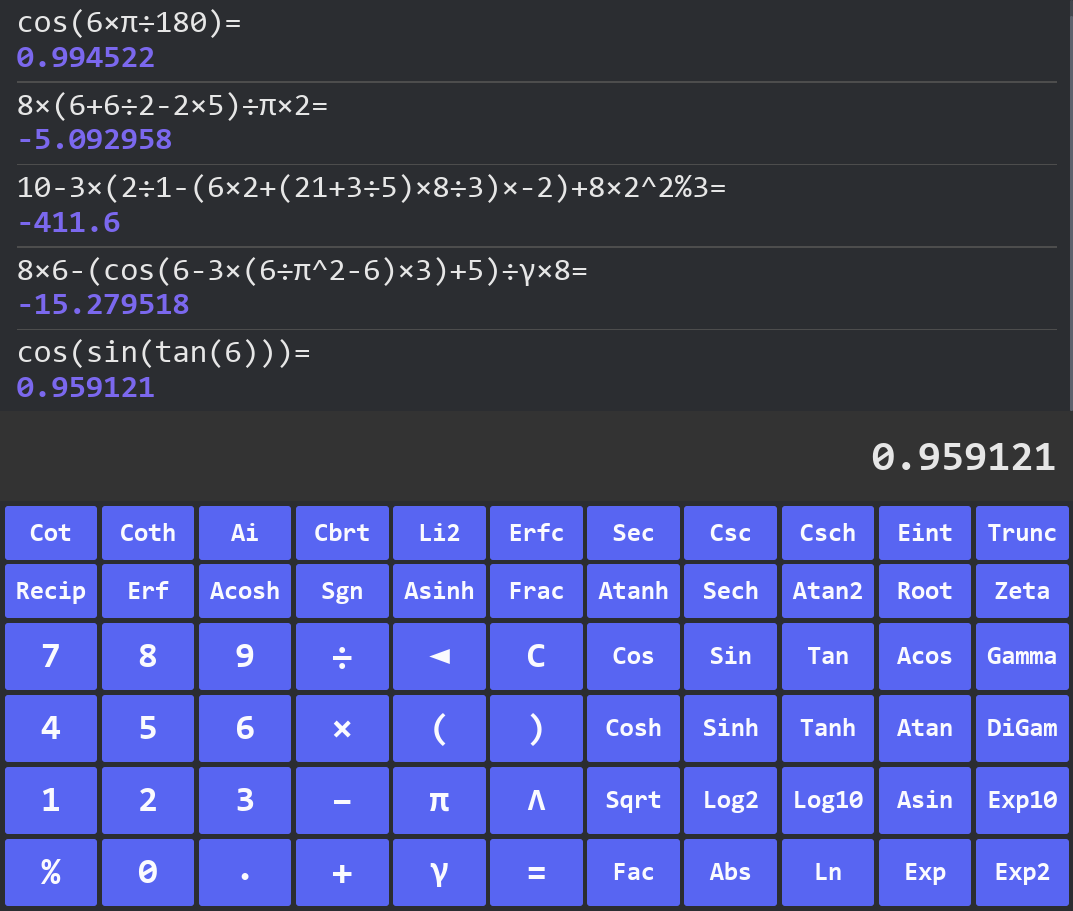 cos(6×π÷180)=
0.994522
8×(6+6÷2-2×5)÷π×2=
-5.092958
10-3×(2÷1-(6×2+(21+3÷5)×8÷3)×-2)+8×2^2%3=
-411.6
8×6-(cos(6-3×(6÷π^2-6)×3)+5)÷γ×8=
-15.279518
cos(sin(tan(6)))=
0.959121
0.959121
Cot Coth Ai Cbrt Li2 Erfc Sec Csc Csch Eint Trunc
Recip Erf Acosh Sgn Asinh Frac Atanh Sech Atan2 Root Zeta
7 8 9 ÷ ◄ C Cos Sin Tan Acos Gamma
4 5 6 × ( ) Cosh Sinh Tanh Atan DiGam
1 2 3 − π Λ Sqrt Log2 Log10 Asin Exp10
% 0 . + γ = Fac Abs Ln Exp Exp2